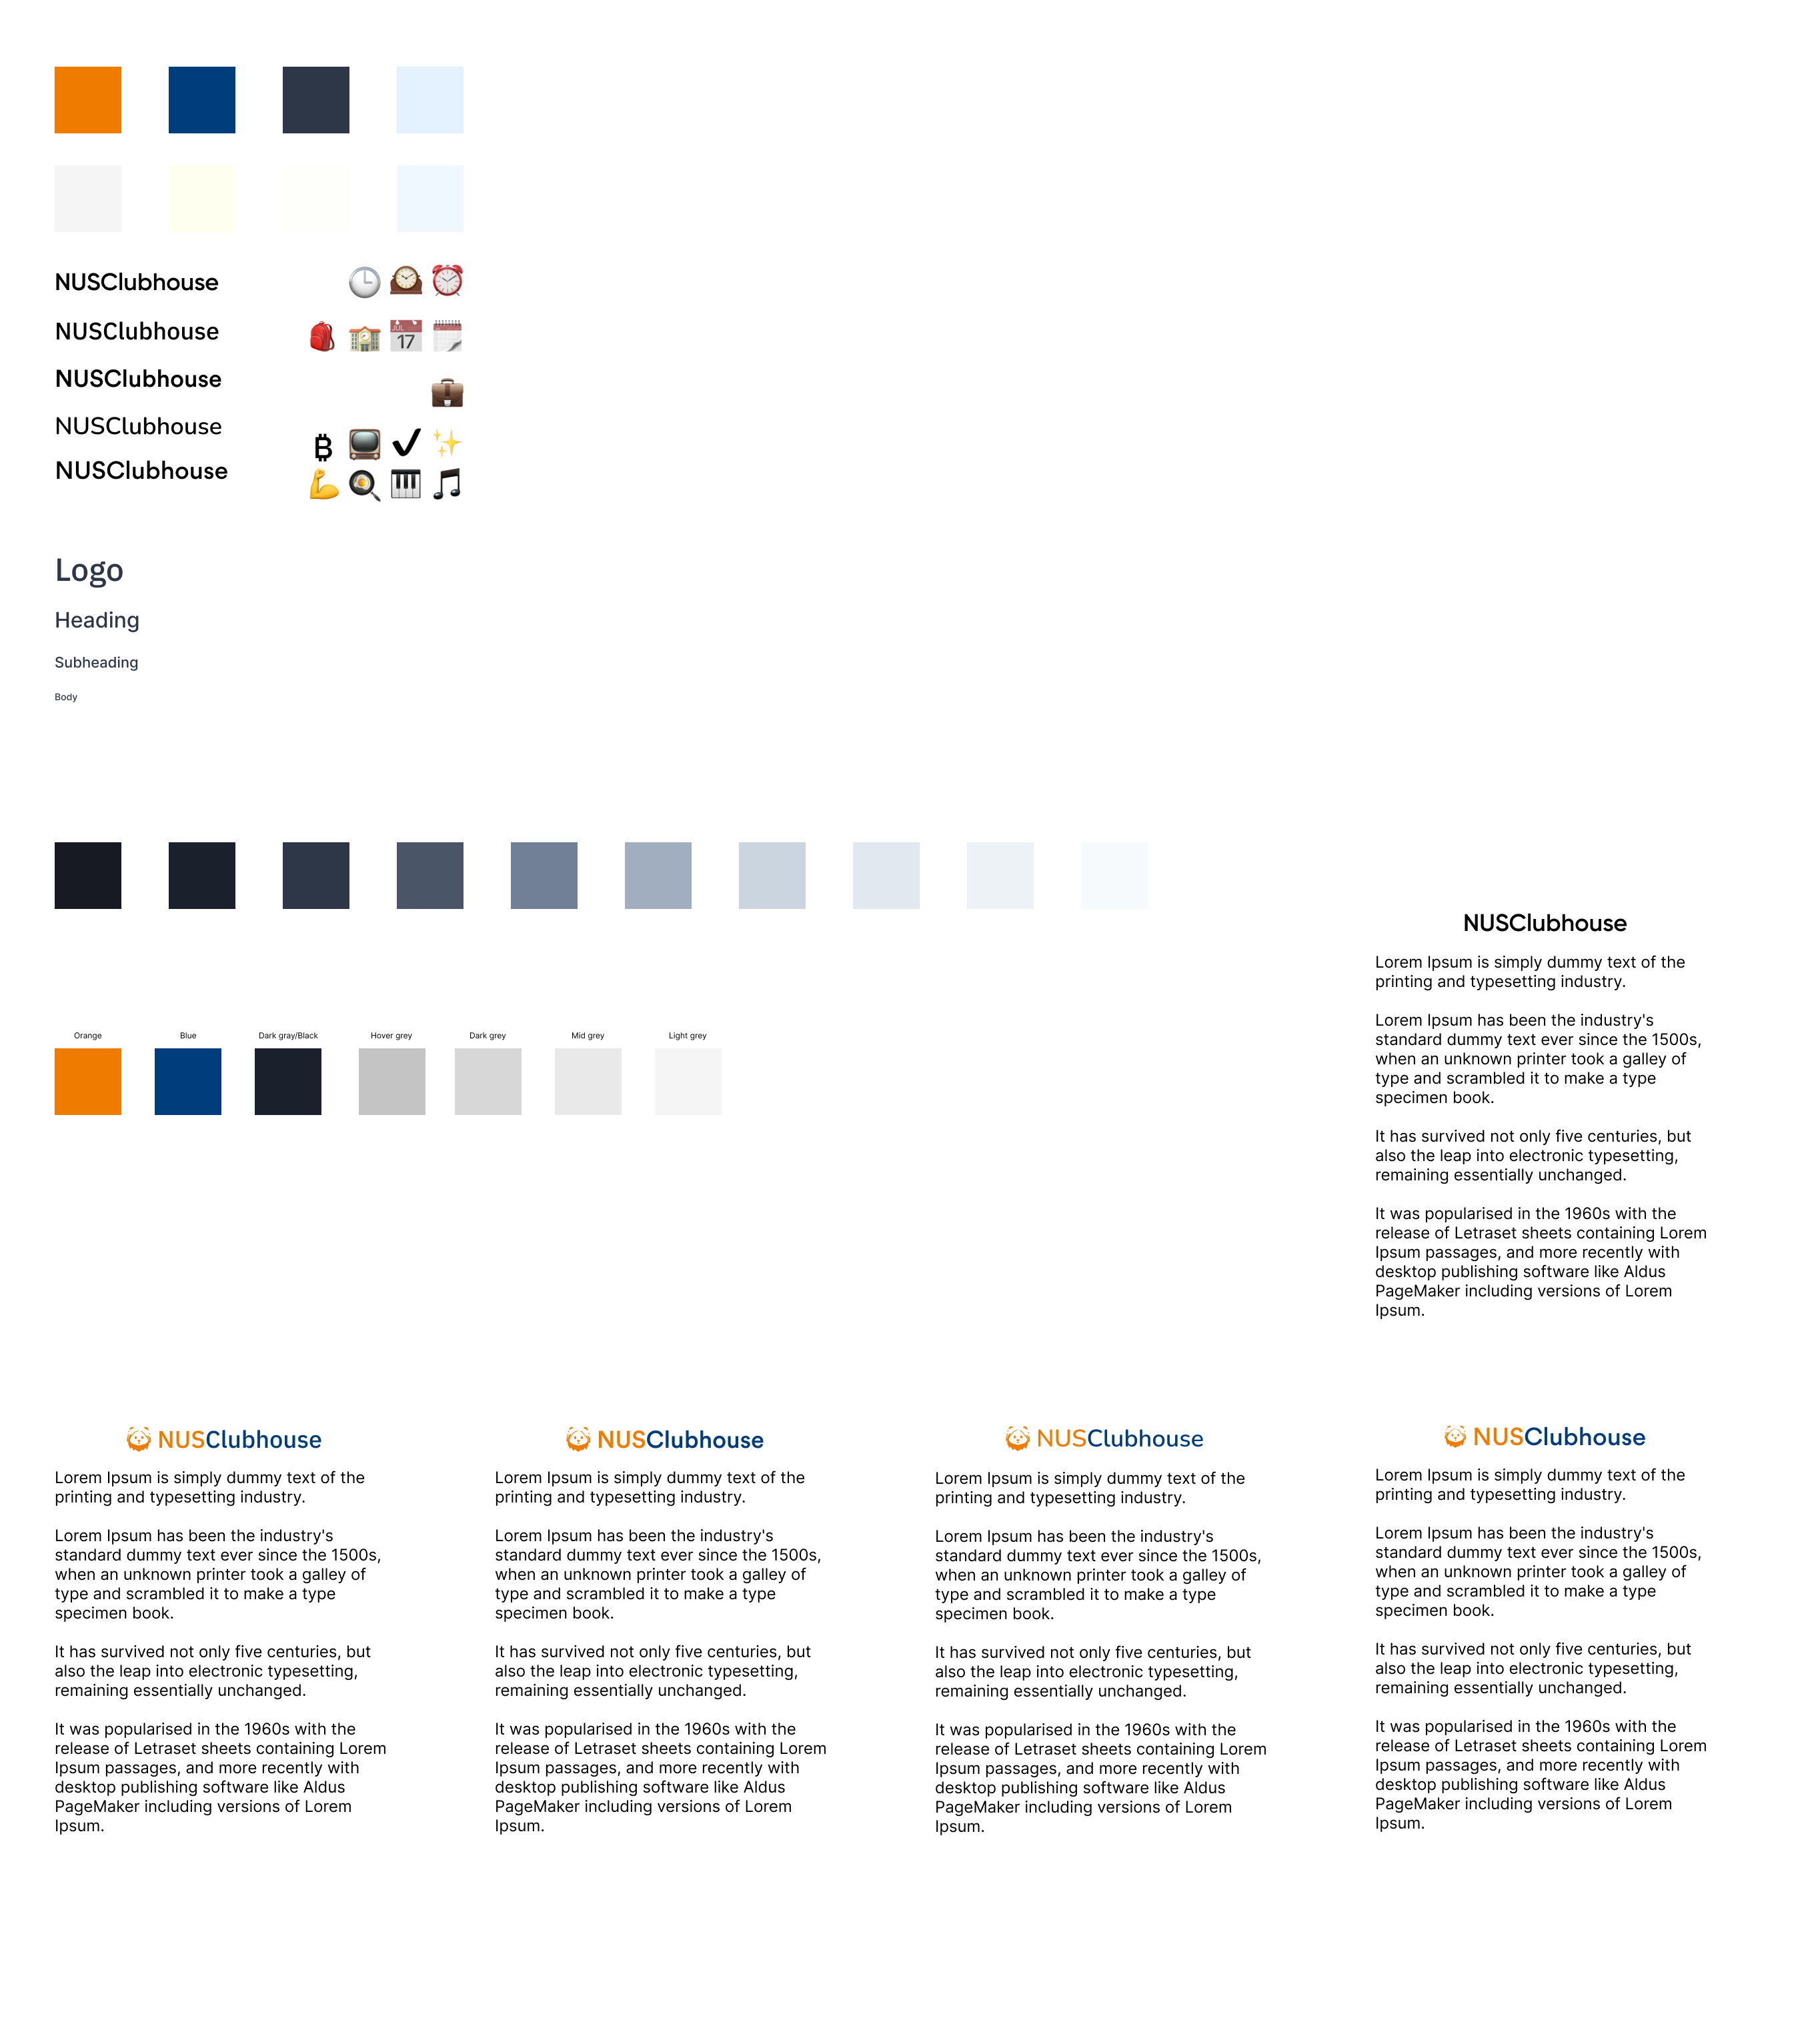 NUSClubhouse
NUSClubhouse
JUL
17
NUSClubhouse
NUSClubhouse
NUSClubhouse
Logo
Heading
Subheading
Body
NUSClubhouse
Lorem Ipsum is simply dummy text of the
printing and typesetting industry.
Lorem Ipsum has been the industry's
standard dummy text ever since the 1500s,
when an unknown printer took a galley of
type and scrambled it to make a type
specimen book.
It has survived not only five centuries, but
also the leap into electronic typesetting,
remaining essentially unchanged.
It was popularised in the 1960s with the
release of Letraset sheets containing Lorem
Ipsum passages, and more recently with
desktop publishing software like Aldus
PageMaker including versions of Lorem
Ipsum.
Orange
Blue
Dark gray/Black
Hover grey
Dark grey
Mid grey
Light grey
NUSClubhouse
Lorem Ipsum is simply dummy text of the
printing and typesetting industry.
Lorem Ipsum has been the industry's
standard dummy text ever since the 1500s,
when an unknown printer took a galley of
type and scrambled it to make a type
specimen book.
It has survived not only five centuries, but
also the leap into electronic typesetting,
remaining essentially unchanged.
It was popularised in the 1960s with the
release of Letraset sheets containing Lorem
Ipsum passages, and more recently with
desktop publishing software like Aldus
PageMaker including versions of Lorem
Ipsum.
NUSClubhouse
Lorem Ipsum is simply dummy text of the
printing and typesetting industry.
Lorem Ipsum has been the industry's
standard dummy text ever since the 1500s,
when an unknown printer took a galley of
type and scrambled it to make a type
specimen book.
It has survived not only five centuries, but
also the leap into electronic typesetting,
remaining essentially unchanged.
It was popularised in the 1960s with the
release of Letraset sheets containing Lorem
Ipsum passages, and more recently with
desktop publishing software like Aldus
PageMaker including versions of Lorem
Ipsum.
NUSClubhouse
Lorem Ipsum is simply dummy text of the
printing and typesetting industry.
Lorem Ipsum has been the industry's
standard dummy text ever since the 1500s,
when an unknown printer took a galley of
type and scrambled it to make a type
specimen book.
It has survived not only five centuries, but
also the leap into electronic typesetting,
remaining essentially unchanged.
It was popularised in the 1960s with the
release of Letraset sheets containing Lorem
Ipsum passages, and more recently with
desktop publishing software like Aldus
PageMaker including versions of Lorem
Ipsum.
NUSClubhouse
Lorem Ipsum is simply dummy text of the
printing and typesetting industry.
Lorem Ipsum has been the industry's
standard dummy text ever since the 1500s,
when an unknown printer took a galley of
type and scrambled it to make a type
specimen book.
It has survived not only five centuries, but
also the leap into electronic typesetting,
remaining essentially unchanged.
It was popularised in the 1960s with the
release of Letraset sheets containing Lorem
Ipsum passages, and more recently with
desktop publishing software like Aldus
PageMaker including versions of Lorem
Ipsum.